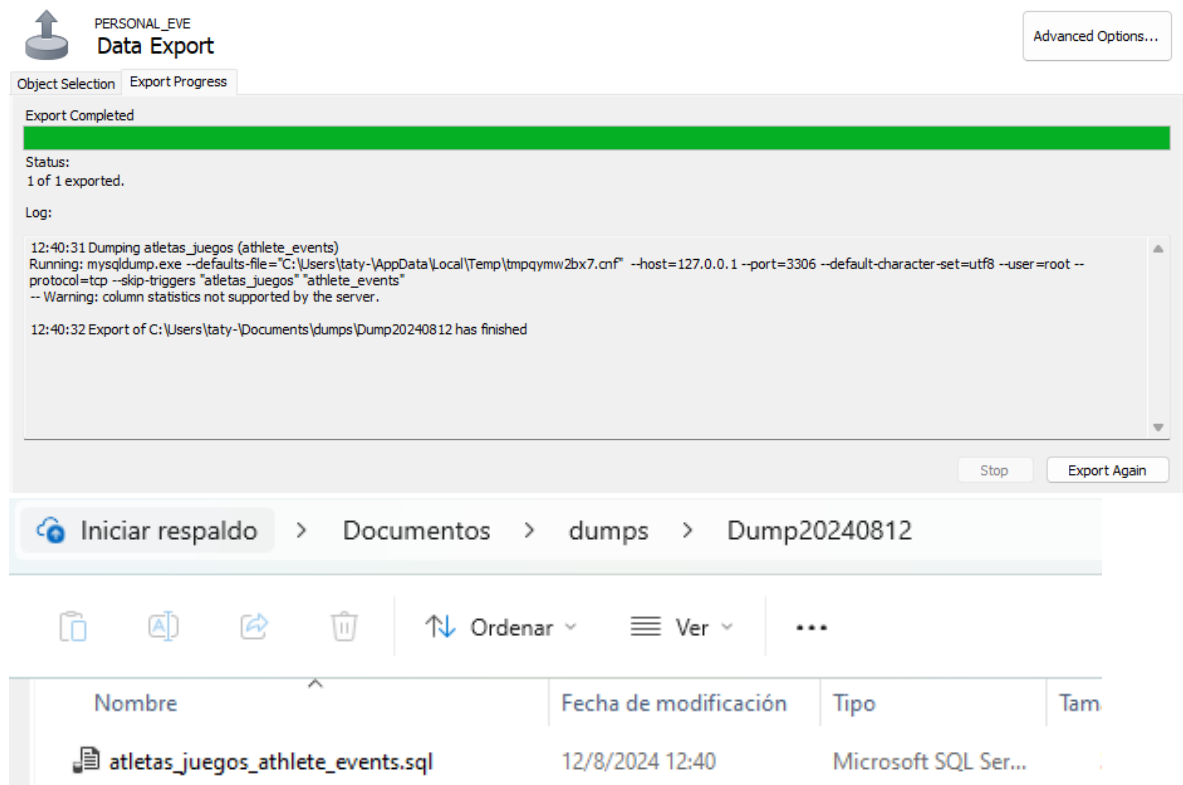 PERSONAL_EVE
Data Export
Advanced Options...
Object Selection
Export Progress
Export Completed
Status:
1 of 1 exported.
Log:
12:40:31 Dumping atletas_juegos (athlete_events)
Running: mysqldump.exe --defaults-file="C:\Users\taty-\AppData\Local\Temp\tmpqymw2bx7.cnf" --host=127.0.0.1 --port=3306 --default-character-set=utf8 --user=root --
protocol=tcp --skip-triggers "atletas_juegos" "athlete_events"
-- Warning: column statistics not supported by the server.
12:40:32 Export of C:\Users\taty-\Documents\dumps\Dump20240812 has finished
Stop
Export Again
Iniciar respaldo > Documentos > dumps > Dump20240812
Ordenar
Ver
Nombre
Fecha de modificación
Tipo
Tam
atletas_juegos_athlete_events.sql
12/8/2024 12:40
Microsoft SQL Ser...